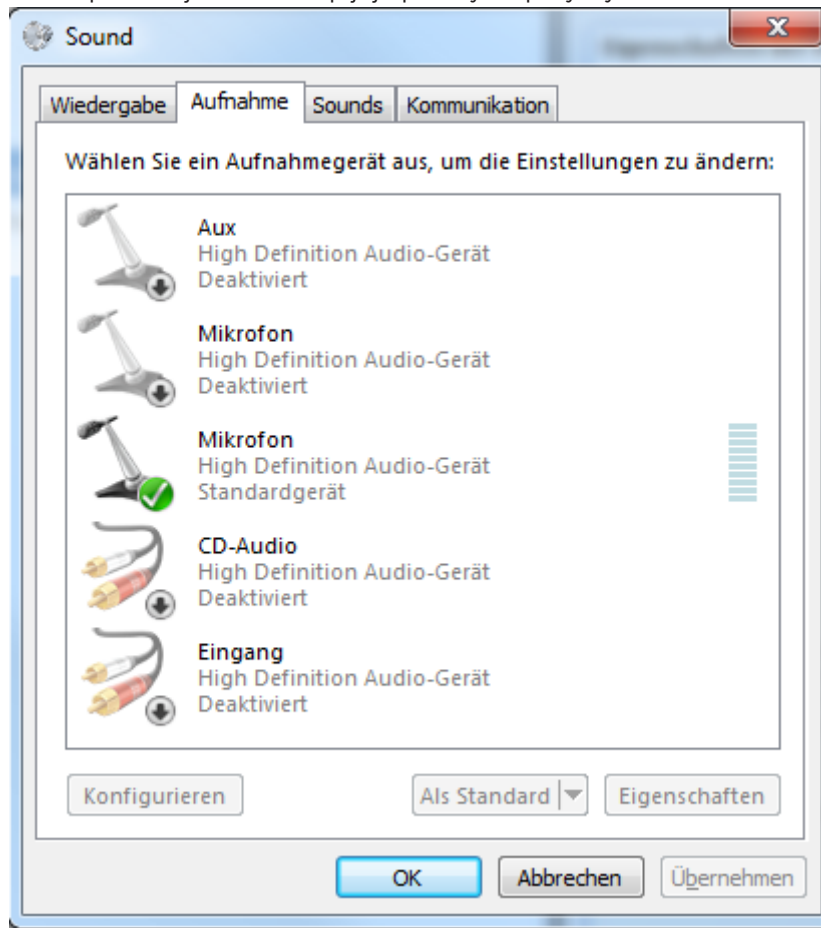 Sound
Wiedergabe Aufnahme Sounds Kommunikation
Wählen Sie ein Aufnahmegerät aus, um die Einstellungen zu ändern:
Aux
High Definition Audio-Gerät
Deaktiviert
Mikrofon
High Definition Audio-Gerät
Deaktiviert
Mikrofon
High Definition Audio-Gerät
Standardgerät
CD-Audio
High Definition Audio-Gerät
Deaktiviert
Eingang
High Definition Audio-Gerät
Deaktiviert
Konfigurieren Als Standard Eigenschaften
OK Abbrechen Übernehmen